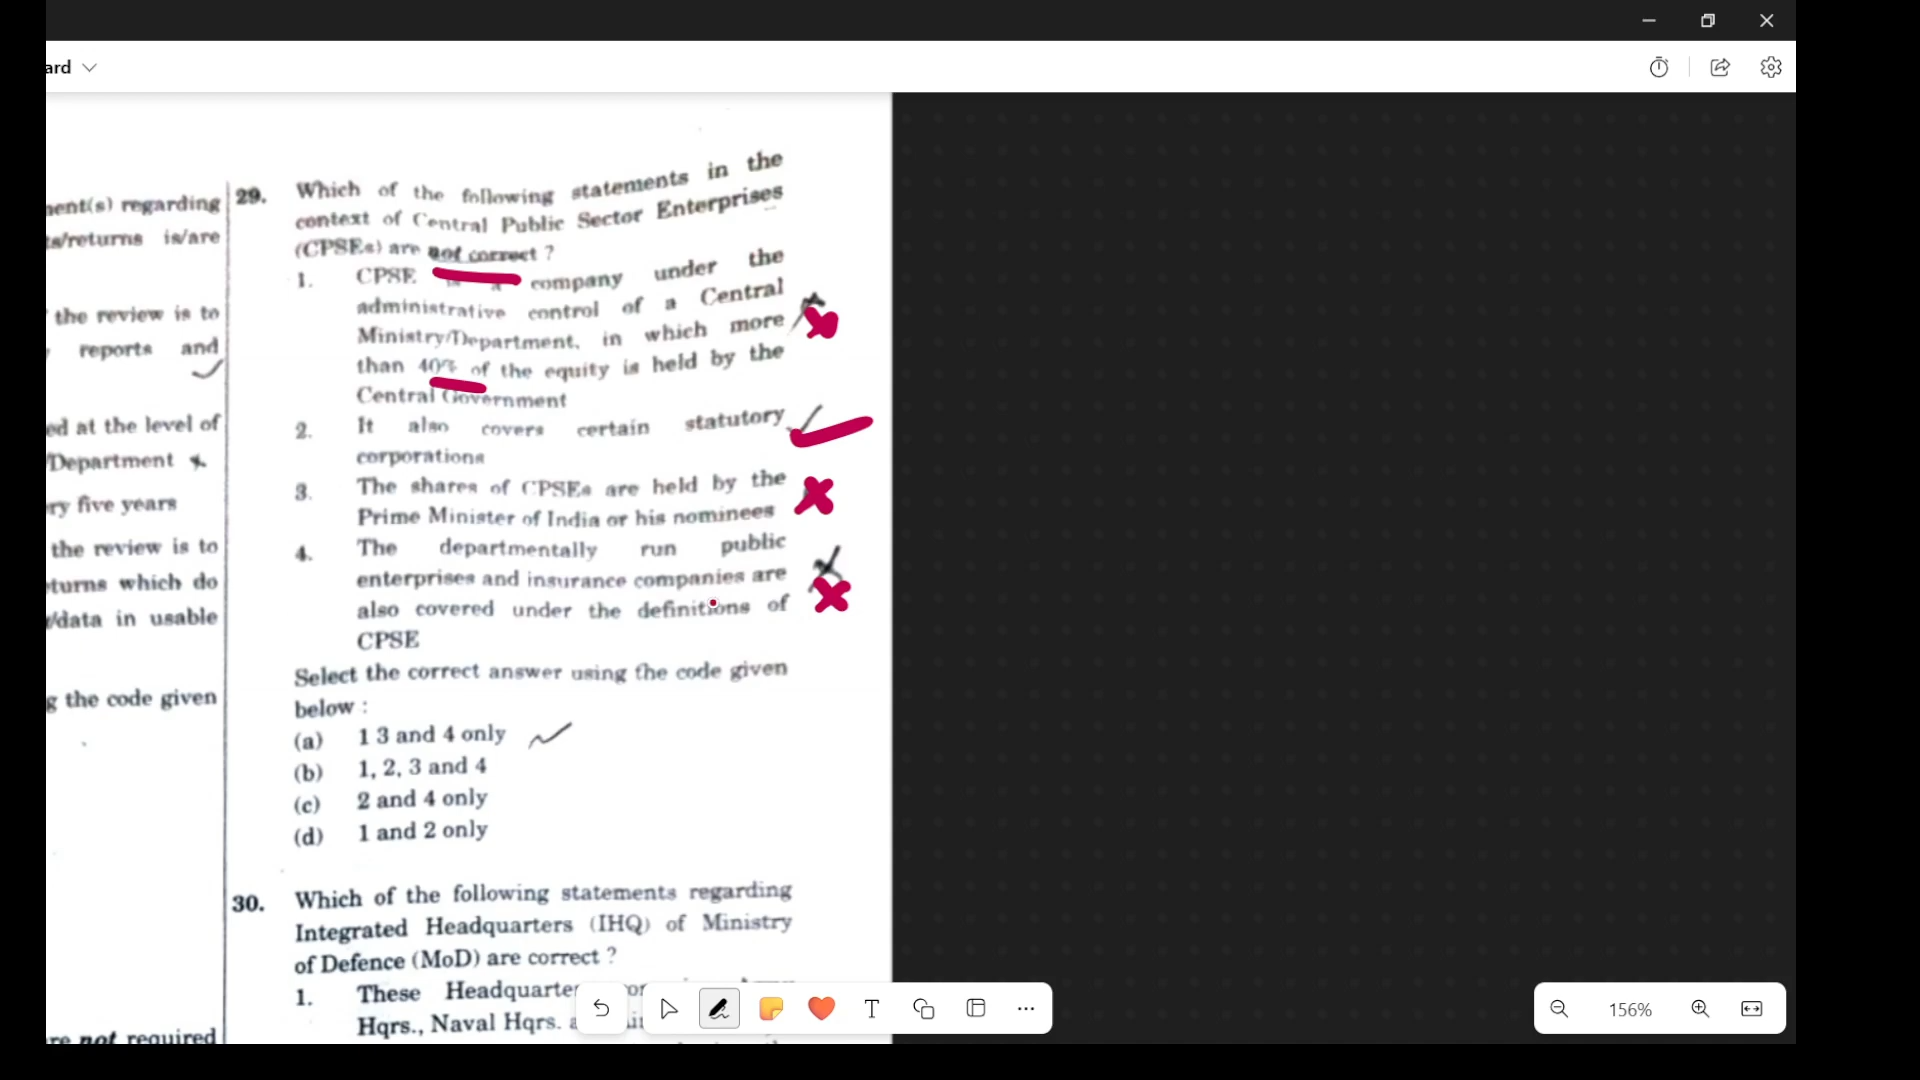 ard
ment(s) regarding
ts/returns is/are
the review is to
reports and
ed at the level of
Department
ry five years
the review is to
turns which do
/data in usable
g the code given
re not required
29. Which of the following statements in the
context of Central Public Sector Enterprises
(CPSEs) are not correct ?
1. CPSE is a company under the
administrative control of a Central
Ministry/Department, in which more
than 40% of the equity is held by the
Central Government
2. It also covers certain statutory
corporations
3. The shares of CPSEs are held by the
Prime Minister of India or his nominees
4. The departmentally run public
enterprises and insurance companies are
also covered under the definitions of
CPSE
Select the correct answer using the code given
below :
(a) 1 3 and 4 only
(b) 1, 2, 3 and 4
(c) 2 and 4 only
(d) 1 and 2 only
30. Which of the following statements regarding
Integrated Headquarters (IHQ) of Ministry
of Defence (MoD) are correct ?
1. These Headquarter
Hqrs., Naval Hqrs.
T
156%